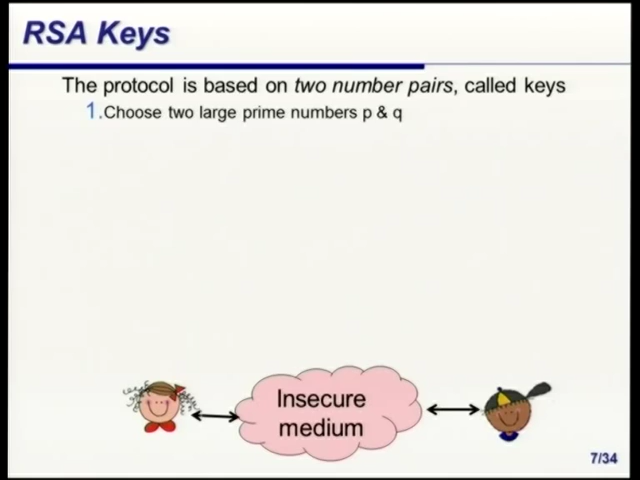 RSA Keys
The protocol is based on two number pairs, called keys
1.Choose two large prime numbers p & q
Insecure
medium
7/34